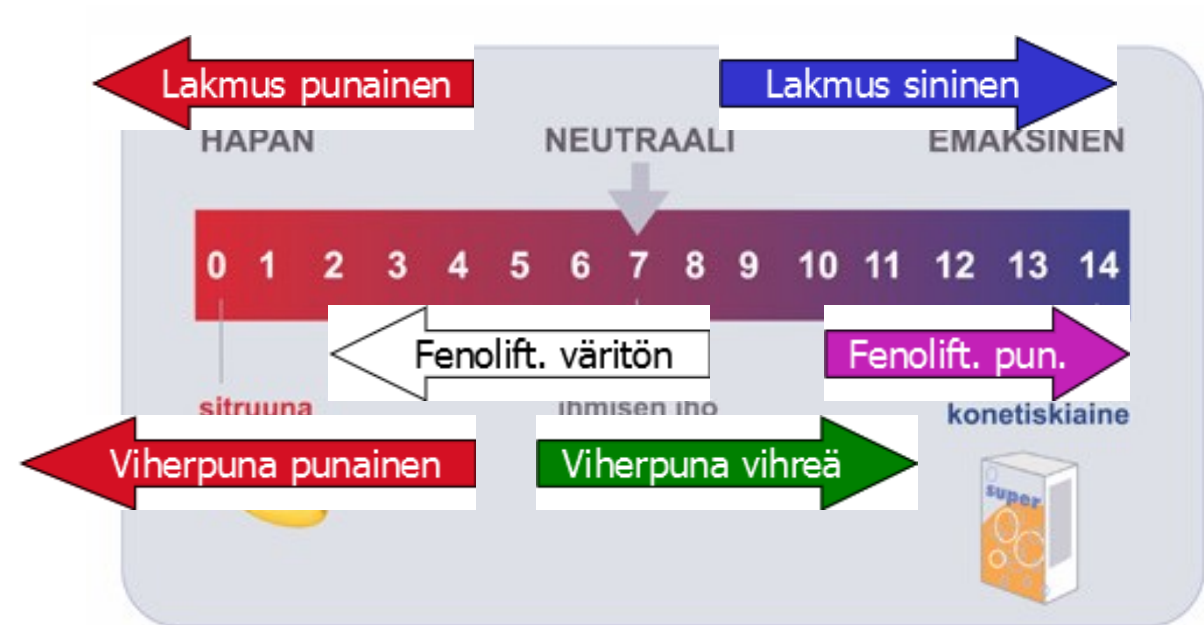 Lakmus punainen Lakmus sininen
HAPAN NEUTRAALI EMAKSINEN
0 1 2 3 4 5 6 7 8 9 10 11 12 13 14
Fenolift. väritön Fenolift. pun.
sitruuna ihmisen iho konetiskiaine
Viherpuna punainen Viherpuna vihreä
super